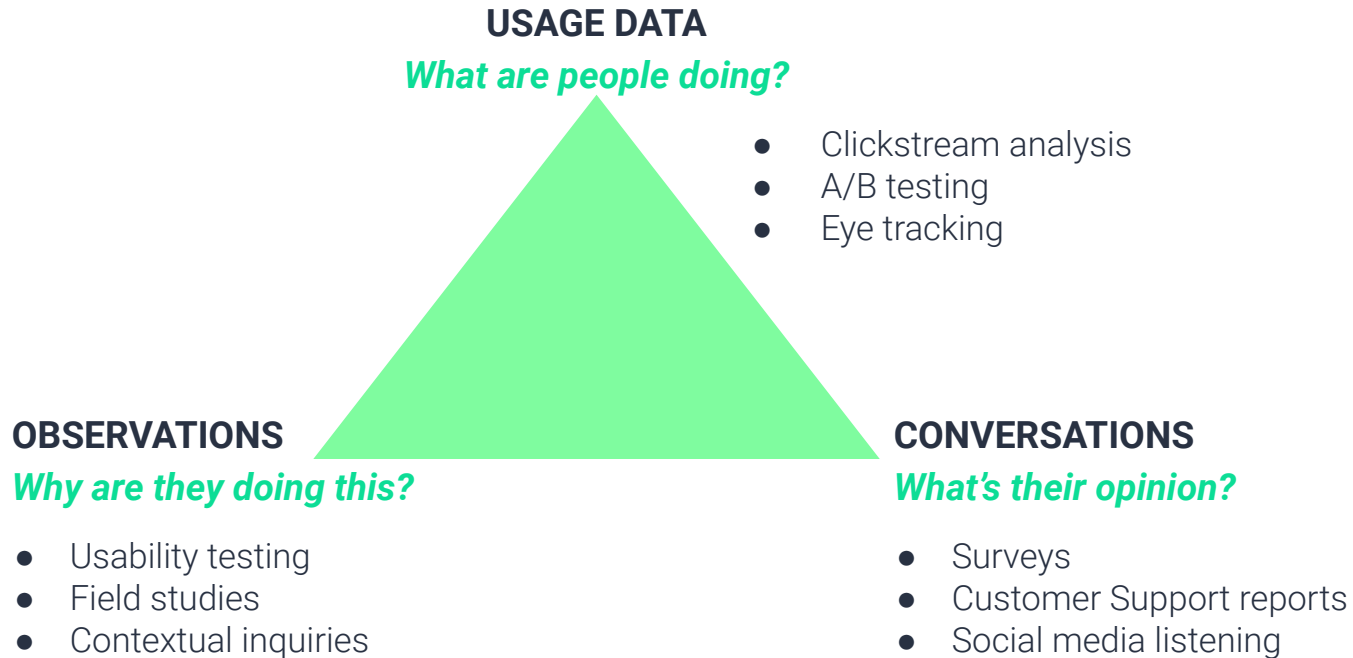 USAGE DATA
What are people doing?
● Clickstream analysis
● A/B testing
● Eye tracking
OBSERVATIONS
Why are they doing this?
● Usability testing
● Field studies
● Contextual inquiries
CONVERSATIONS
What's their opinion?
● Surveys
● Customer Support reports
● Social media listening